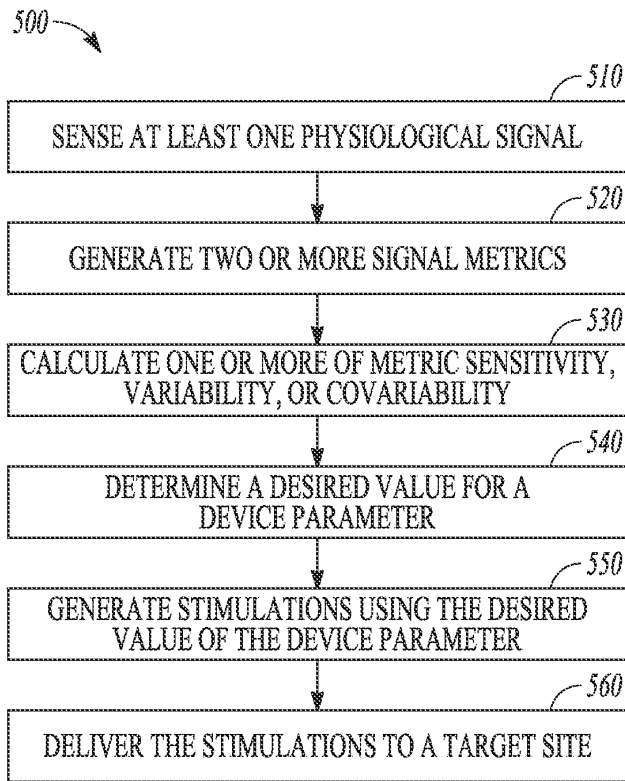 500
510
SENSE AT LEAST ONE PHYSIOLOGICAL SIGNAL
520
GENERATE TWO OR MORE SIGNAL METRICS
530
CALCULATE ONE OR MORE OF METRIC SENSITIVITY,
VARIABILITY, OR COVARIABILITY
540
DETERMINE A DESIRED VALUE FOR A
DEVICE PARAMETER
550
GENERATE STIMULATIONS USING THE DESIRED
VALUE OF THE DEVICE PARAMETER
560
DELIVER THE STIMULATIONS TO A TARGET SITE